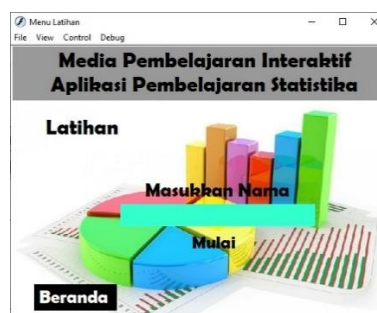 Menu Latihan
File View Control Debug
Media Pembelajaran Interaktif
Aplikasi Pembelajaran Statistika
Latihan
Masukkan Nama
Mulai
Beranda